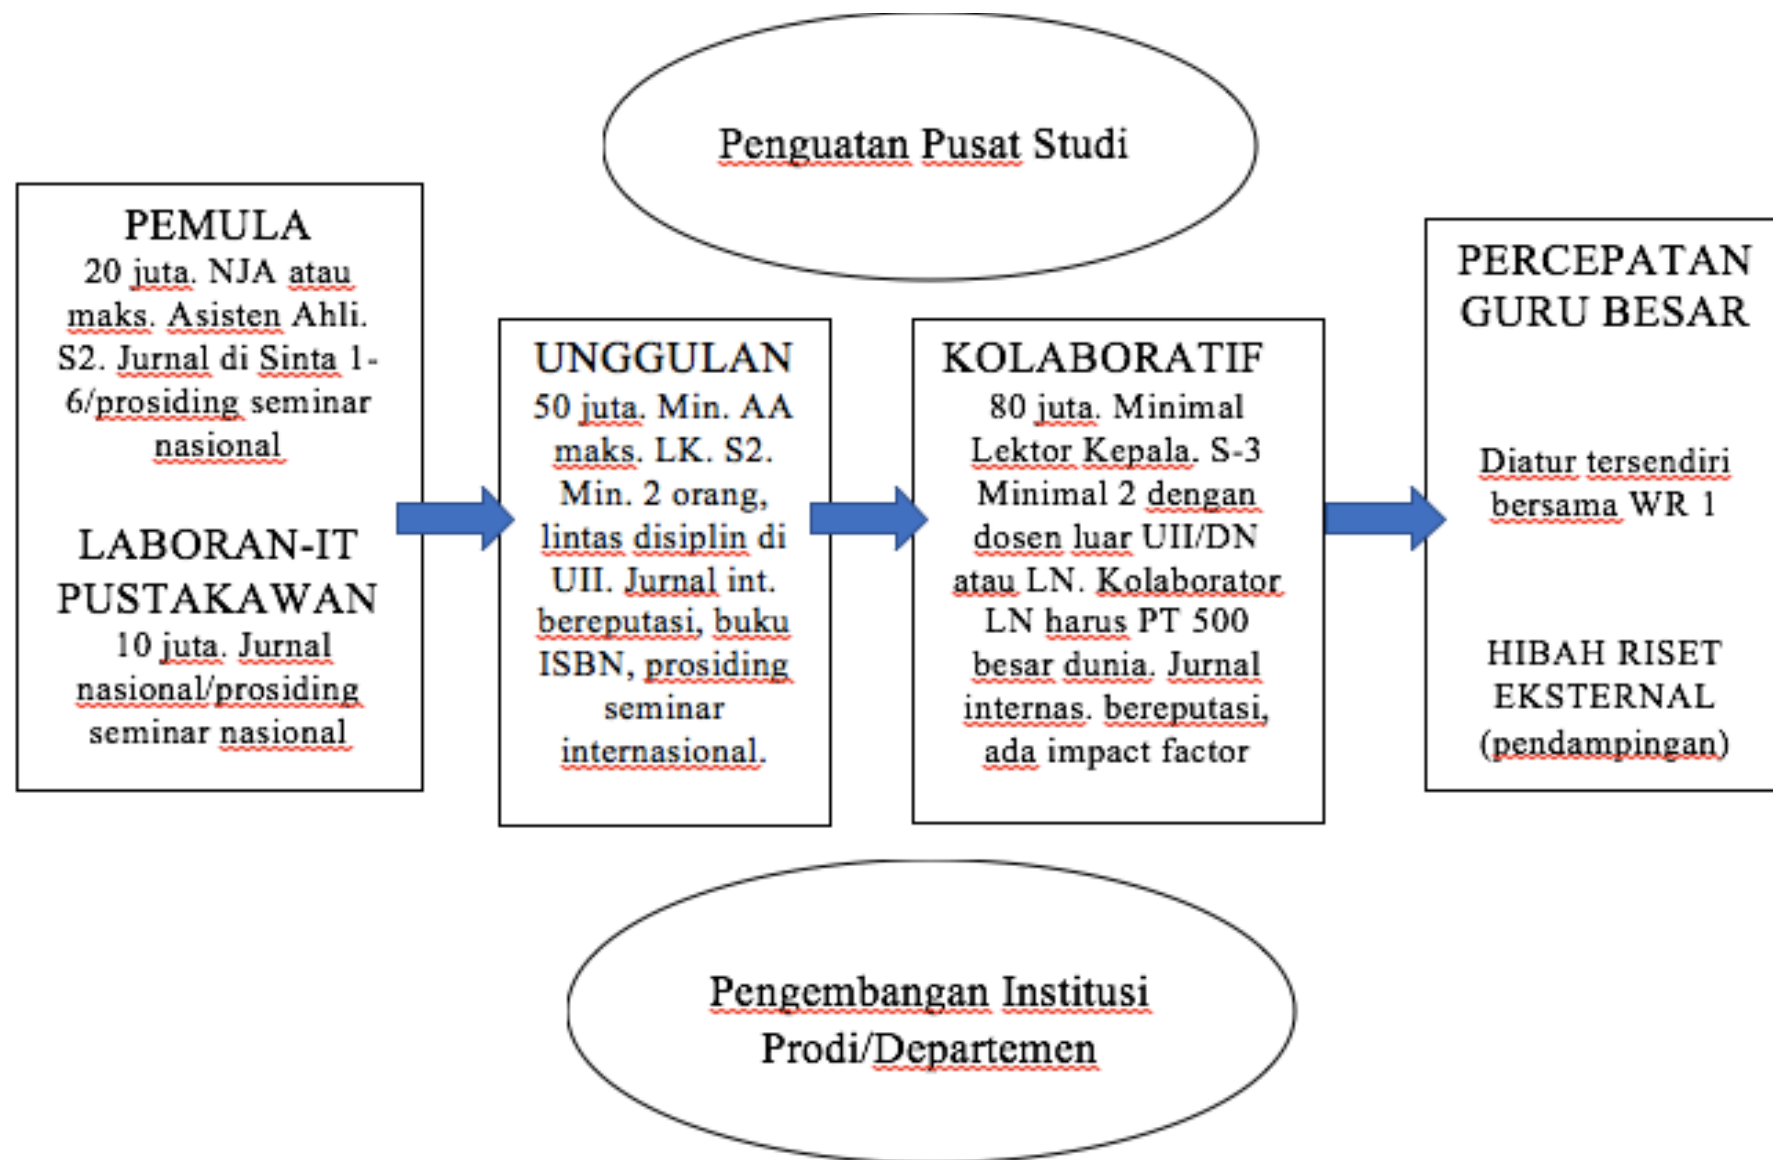 Penguatan Pusat Studi
PEMULA
20 juta. NJA atau
maks. Asisten Ahli.
S2. Jurnal di Sinta 1-
6/prosiding seminar
nasional
LABORAN-IT
PUSTAKAWAN
10 juta. Jurnal
nasional/prosiding
seminar nasional
UNGGULAN
50 juta. Min. AA
maks. LK. S2.
Min. 2 orang,
lintas disiplin di
UII. Jurnal int.
bereputasi, buku
ISBN, prosiding
seminar
internasional.
KOLABORATIF
80 juta. Minimal
Lektor Kepala. S-3
Minimal 2 dengan
dosen luar UII/DN
atau LN. Kolaborator
LN harus PT 500
besar dunia. Jurnal
internas. bereputasi,
ada impact factor
PERCEPATAN
GURU BESAR
Diatur tersendiri
bersama WR 1
HIBAH RISET
EKSTERNAL
(pendampingan)
Pengembangan Institusi
Prodi/Departemen